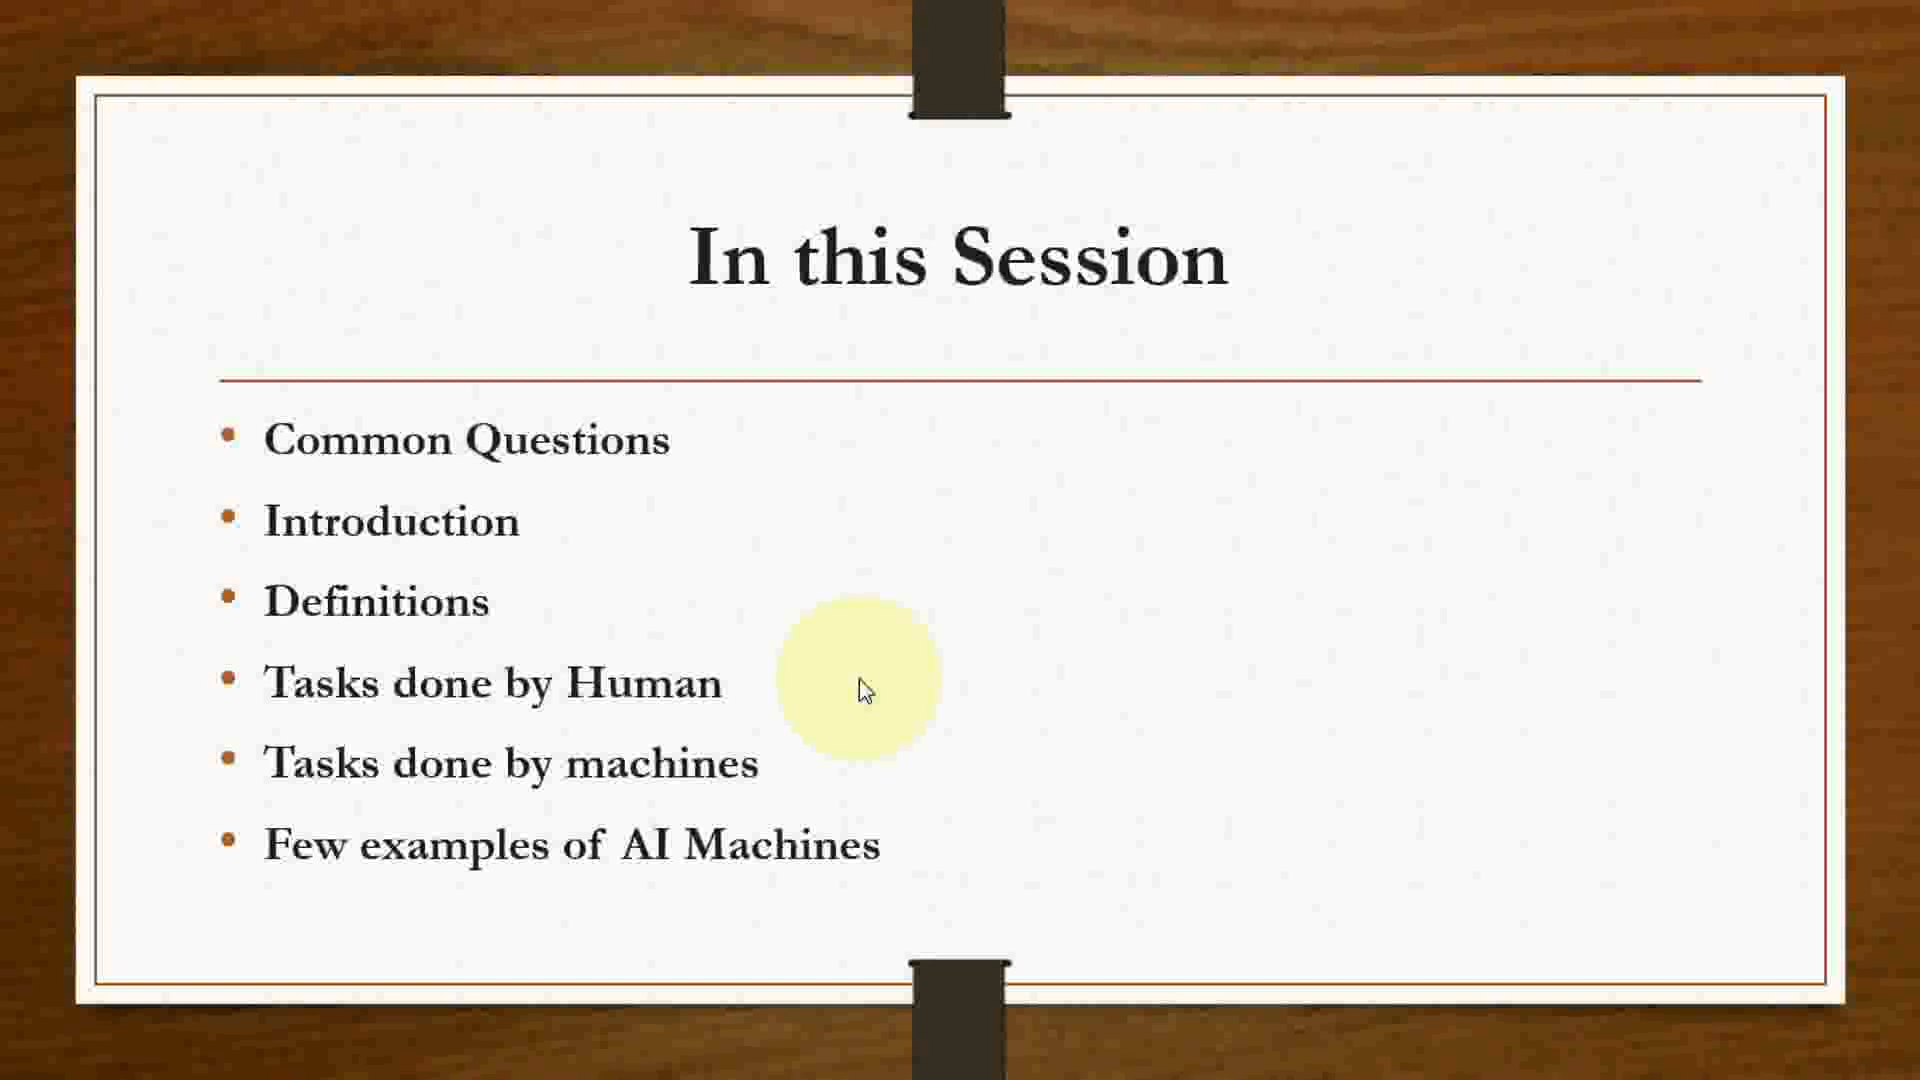 In this Session
• Common Questions
• Introduction
• Definitions
• Tasks done by Human
• Tasks done by machines
• Few examples of AI Machines